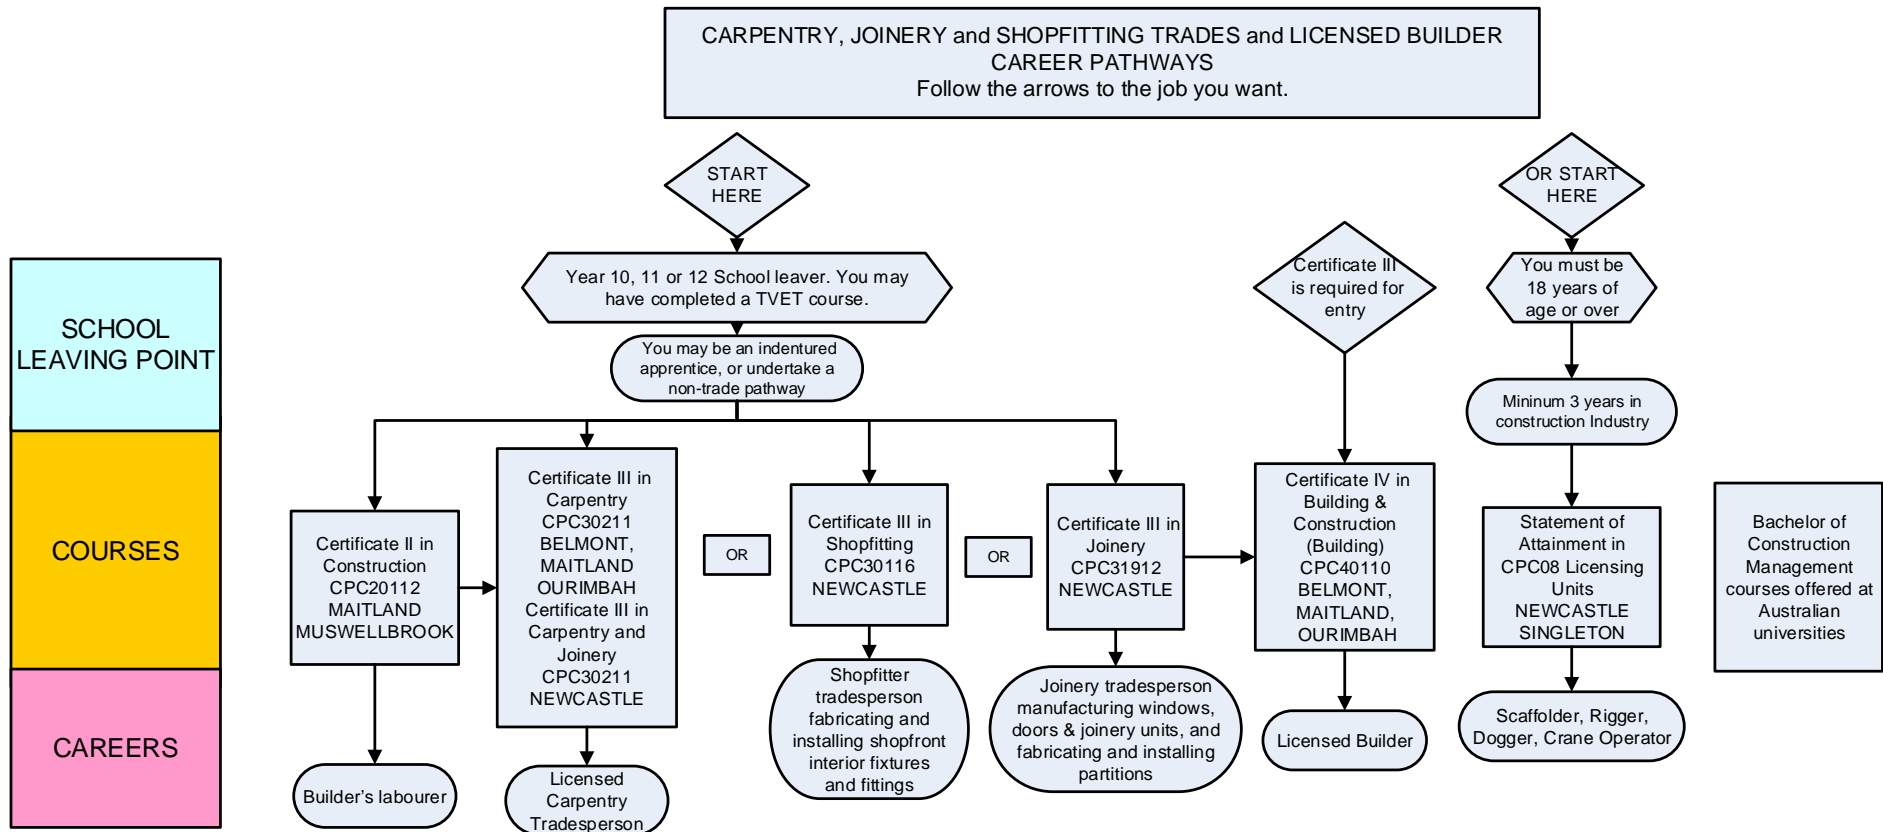 CARPENTRY, JOINERY and SHOPFITTING TRADES and LICENSED BUILDER
CAREER PATHWAYS
Follow the arrows to the job you want.
START
HERE
OR START
HERE
Year 10, 11 or 12 School leaver. You may
have completed a TVET course.
Certificate III
is required for
entry
You must be
18 years of
age or over
SCHOOL
LEAVING POINT
You may be an indentured
apprentice, or undertake a
non-trade pathway
Mininum 3 years in
construction Industry
COURSES
Certificate II in
Construction
CPC20112
MAITLAND
MUSWELLBROOK
Certificate III in
Carpentry
CPC30211
BELMONT,
MAITLAND
OURIMBAH
Certificate III in
Carpentry and
Joinery
CPC30211
NEWCASTLE
OR
Certificate III in
Shopfitting
CPC30116
NEWCASTLE
OR
Certificate III in
Joinery
CPC31912
NEWCASTLE
Certificate IV in
Building &
Construction
(Building)
CPC40110
BELMONT,
MAITLAND,
OURIMBAH
Statement of
Attainment in
CPC08 Licensing
Units
NEWCASTLE
SINGLETON
Bachelor of
Construction
Management
courses offered at
Australian
universities
CAREERS
Builder's labourer
Licensed
Carpentry
Tradesperson
Shopfitter
tradesperson
fabricating and
installing shopfront
interior fixtures
and fittings
Joinery tradesperson
manufacturing windows,
doors & joinery units, and
fabricating and installing
partitions
Licensed Builder
Scaffolder, Rigger,
Dogger, Crane Operator